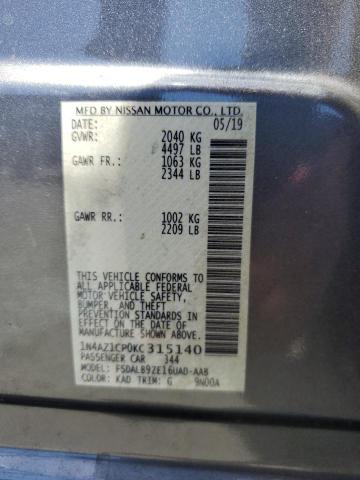 MFD BY NISSAN MOTOR CO., LTD.
DATE: 05/19
GVWR: 2040 KG
4497 LB
GAWR FR.: 1063 KG
2344 LB
GAWR RR.: 1002 KG
2209 LB
THIS VEHICLE CONFORMS TO
ALL APPLICABLE FEDERAL
MOTOR VEHICLE SAFETY,
BUMPER, AND THEFT
PREVENTION STANDARDS IN
EFFECT ON THE DATE OF
MANUFACTURE SHOWN ABOVE.
1N4AZ1CP0KC315140
PASSENGER CAR 344
MODEL: FSDALB9ZE16UAD-AAB
COLOR: KAD TRIM: G 9N00A